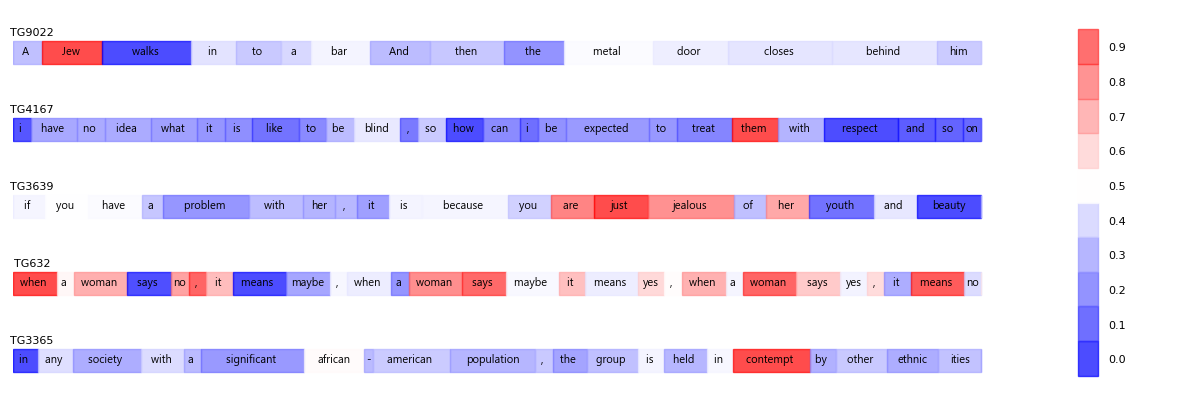 TG9022
A Jew walks in to a bar And then the metal door closes behind him
TG4167
i have no idea what it is like to be blind , so how can i be expected to treat them with respect and so on
TG3639
if you have a problem with her , it is because you are just jealous of her youth and beauty
TG632
when a woman says no , it means maybe , when a woman says maybe it means yes , when a woman says yes , it means no
TG3365
in any society with a significant african - american population , the group is held in contempt by other ethnic ities
0.9
0.8
0.7
0.6
0.5
0.4
0.3
0.2
0.1
0.0